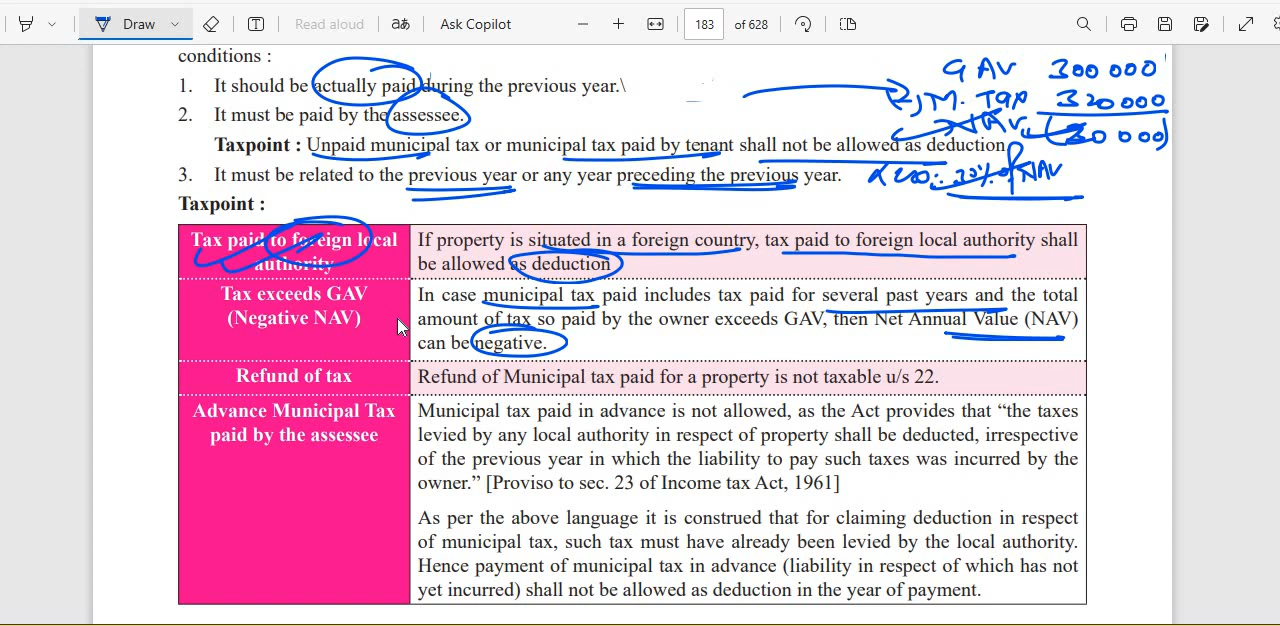 Draw
Read aloud
aあ
Ask Copilot
183
of 628
conditions :
GAV 300 000
1. It should be actually paid during the previous year.\
(-) M. Tax 320000
2. It must be paid by the assessee.
NAV (20 000)
Taxpoint : Unpaid municipal tax or municipal tax paid by tenant shall not be allowed as deduction
3. It must be related to the previous year or any year preceding the previous year.
30% of NAV
Taxpoint :
Tax paid to foreign local
authority
If property is situated in a foreign country, tax paid to foreign local authority shall
be allowed as deduction
Tax exceeds GAV
(Negative NAV)
In case municipal tax paid includes tax paid for several past years and the total
amount of tax so paid by the owner exceeds GAV, then Net Annual Value (NAV)
can be negative.
Refund of tax
Refund of Municipal tax paid for a property is not taxable u/s 22.
Advance Municipal Tax
paid by the assessee
Municipal tax paid in advance is not allowed, as the Act provides that “the taxes
levied by any local authority in respect of property shall be deducted, irrespective
of the previous year in which the liability to pay such taxes was incurred by the
owner.” [Proviso to sec. 23 of Income tax Act, 1961]
As per the above language it is construed that for claiming deduction in respect
of municipal tax, such tax must have already been levied by the local authority.
Hence payment of municipal tax in advance (liability in respect of which has not
yet incurred) shall not be allowed as deduction in the year of payment.